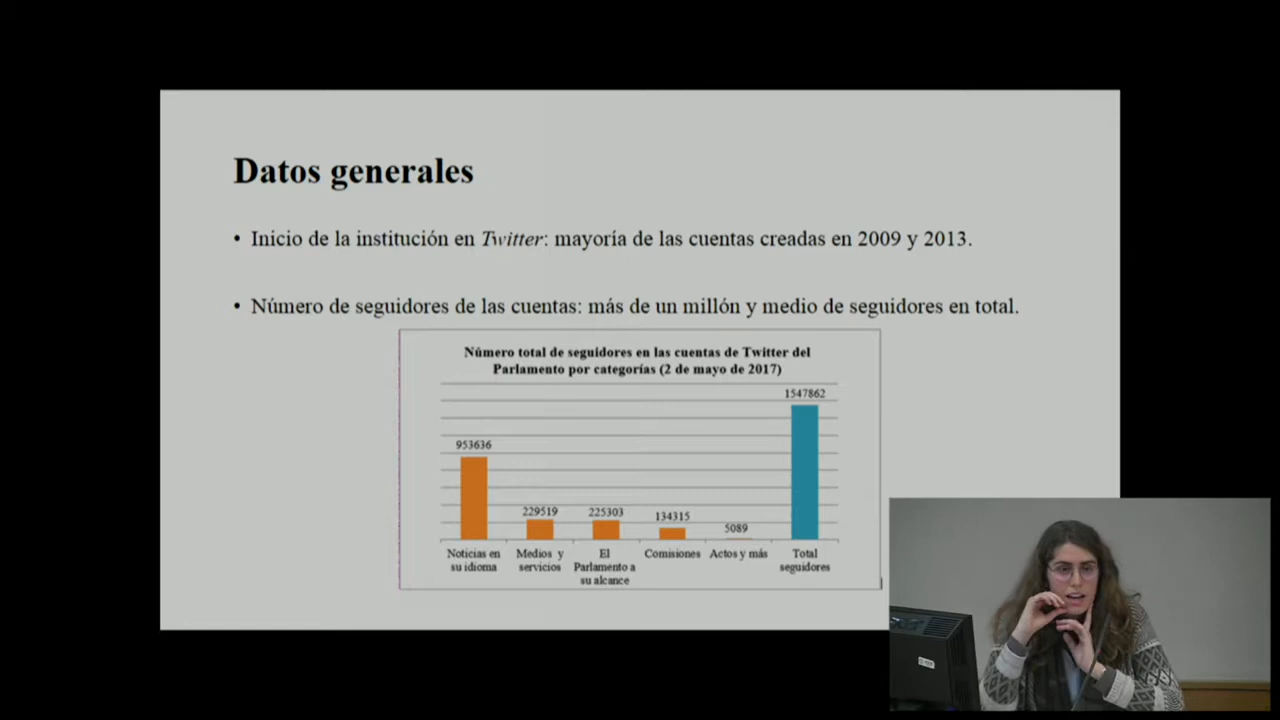 Datos generales
• Inicio de la institución en Twitter: mayoría de las cuentas creadas en 2009 y 2013.
• Número de seguidores de las cuentas: más de un millón y medio de seguidores en total.
Número total de seguidores en las cuentas de Twitter del
Parlamento por categorías (2 de mayo de 2017)
1547862
953636
229519
225303
134315
5089
Noticias en
su idioma
Medios y
servicios
El
Parlamento a
su alcance
Comisiones
Actos y más
Total
seguidores